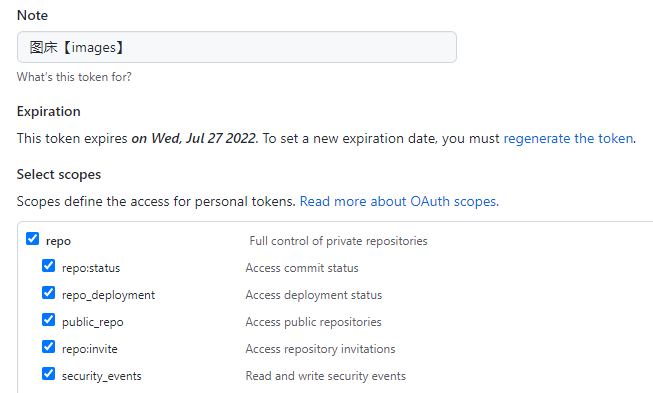 Note
图床【images】
What's this token for?
Expiration
This token expires on Wed, Jul 27 2022. To set a new expiration date, you must regenerate the token.
Select scopes
Scopes define the access for personal tokens. Read more about OAuth scopes.
repo Full control of private repositories
repo:status Access commit status
repo_deployment Access deployment status
public_repo Access public repositories
repo:invite Access repository invitations
security_events Read and write security events